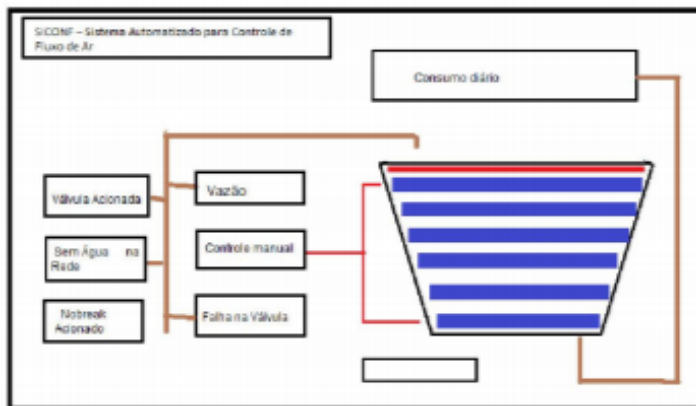 SICONF – Sistema Automatizado para Controle de
Fluxo de Ar
Consumo diário
Válvula Acionada
Vazão
Sem Água na
Rede
Controle manual
Nobreak
Acionado
Falha na Válvula